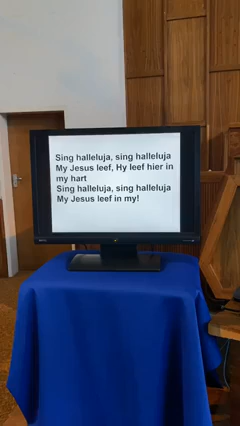 Sing halleluja, sing halleluja
My Jesus leef, Hy leef hier in
my hart
Sing halleluja, sing halleluja
My Jesus leef in my!